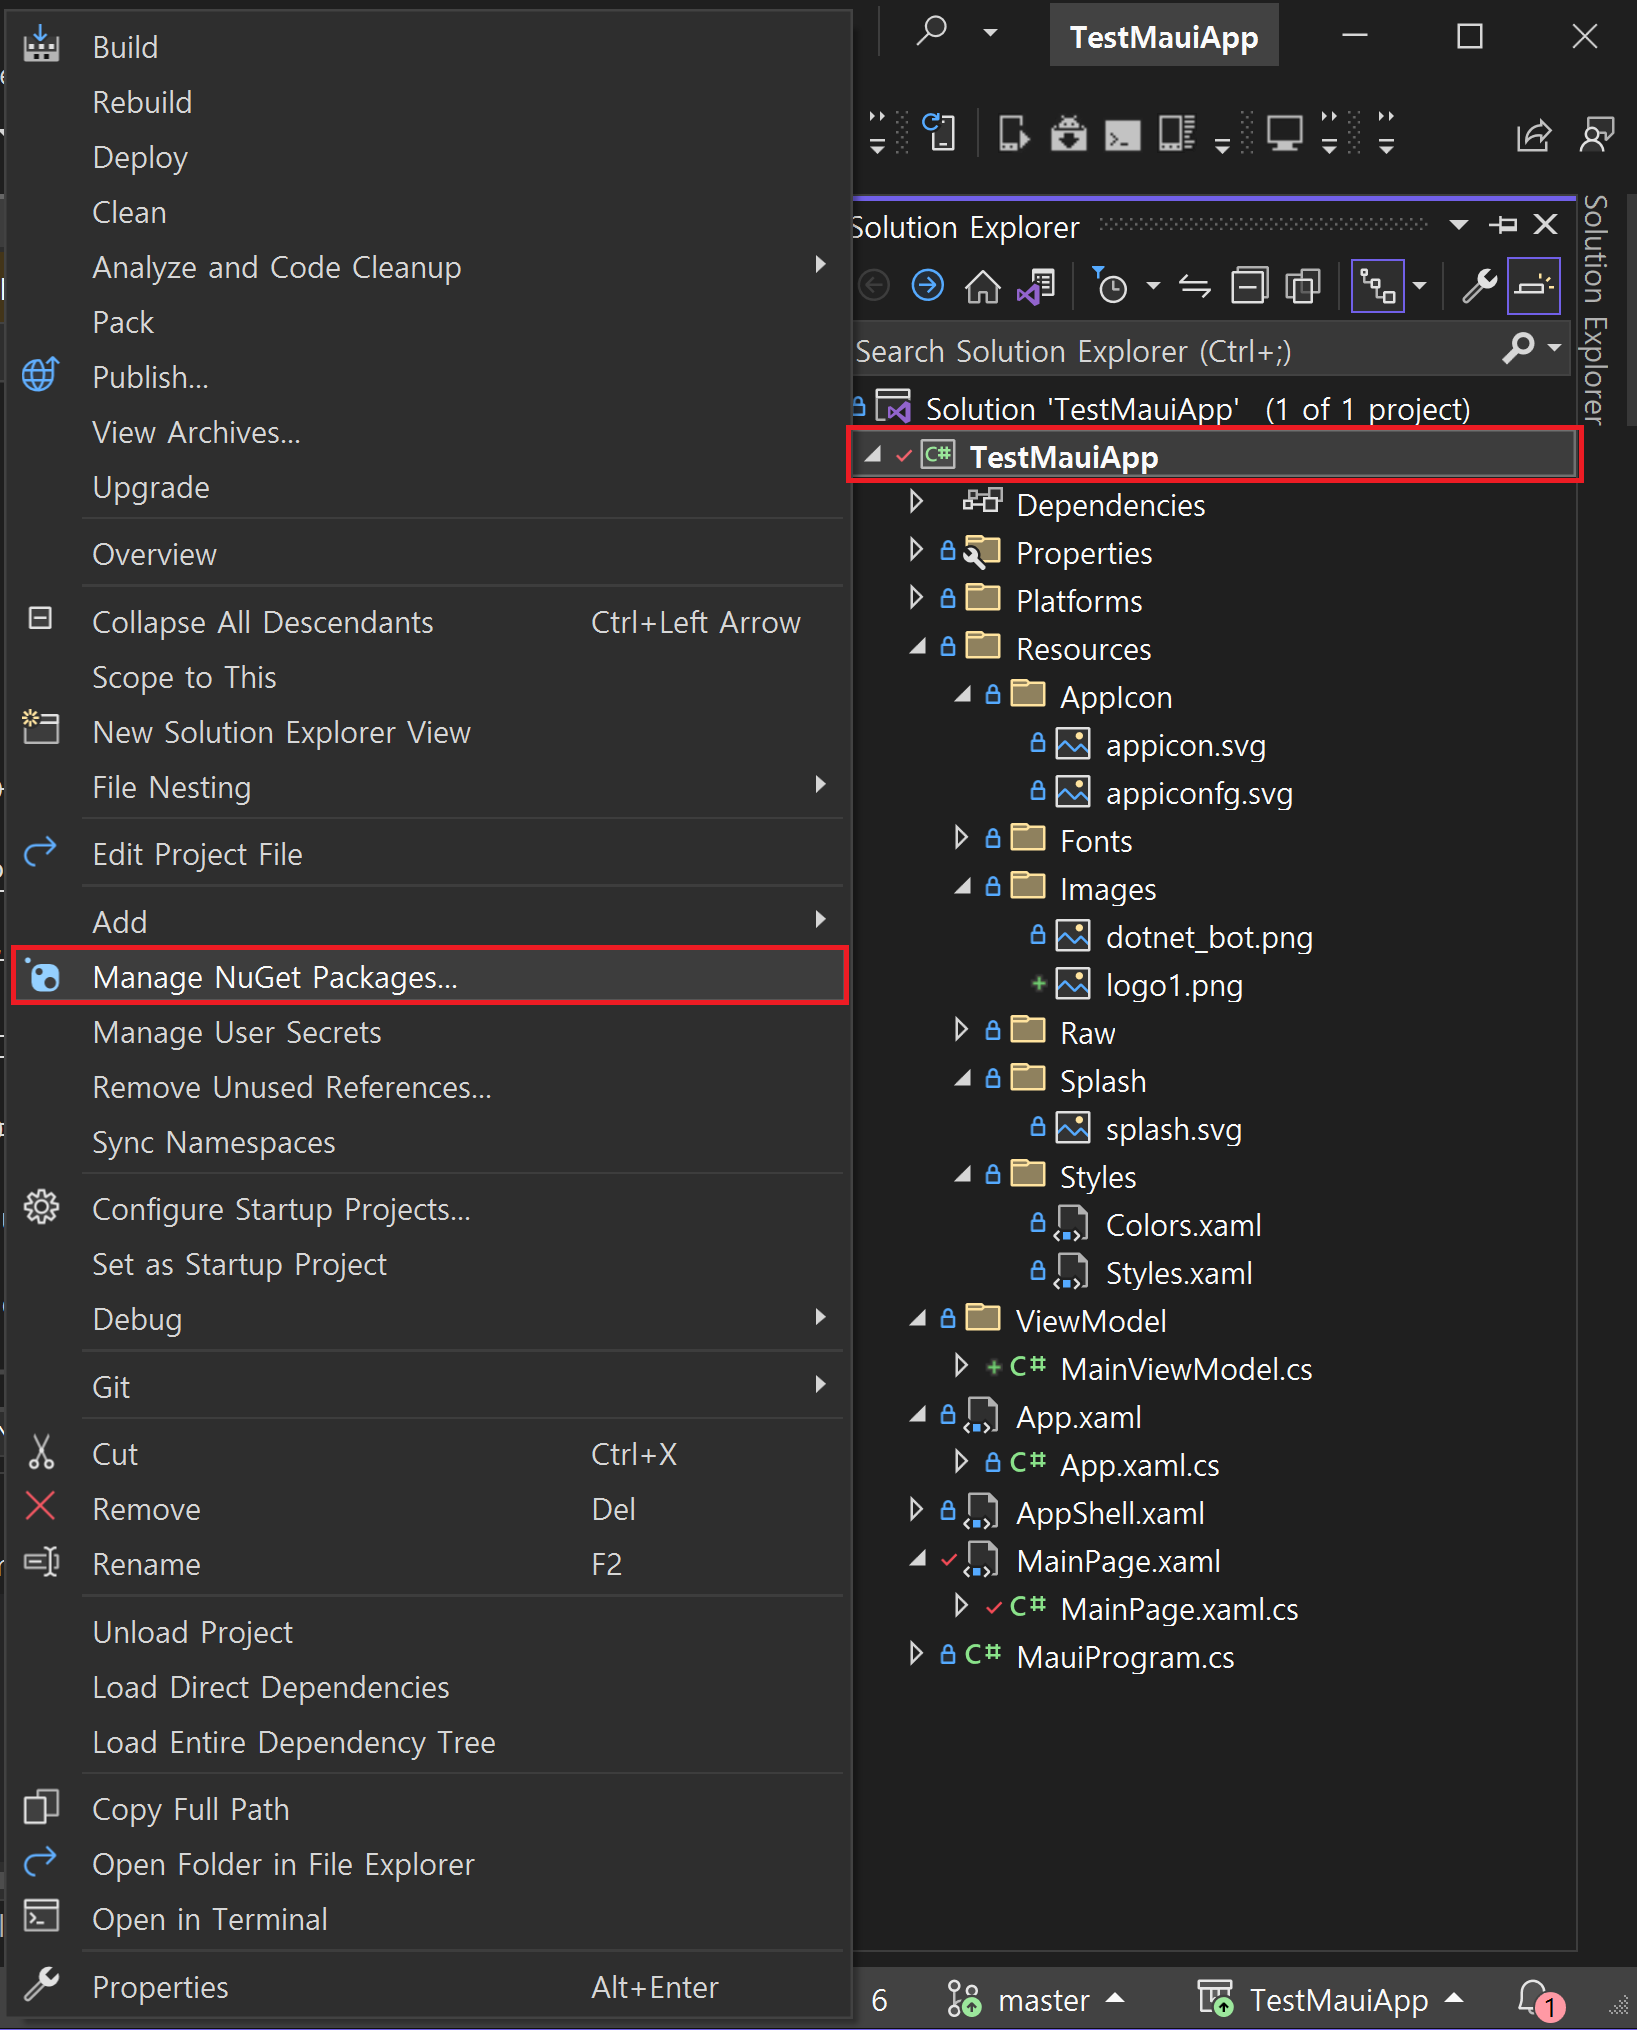 Build
Rebuild
Deploy
Clean
Analyze and Code Cleanup
Pack
Publish...
View Archives...
Upgrade
Overview
Collapse All Descendants Ctrl+Left Arrow
Scope to This
New Solution Explorer View
File Nesting
Edit Project File
Add
Manage NuGet Packages...
Manage User Secrets
Remove Unused References...
Sync Namespaces
Configure Startup Projects...
Set as Startup Project
Debug
Git
Cut Ctrl+X
Remove Del
Rename F2
Unload Project
Load Direct Dependencies
Load Entire Dependency Tree
Copy Full Path
Open Folder in File Explorer
Open in Terminal
Properties Alt+Enter
TestMauiApp
Solution Explorer
Search Solution Explorer (Ctrl+;)
Solution 'TestMauiApp' (1 of 1 project)
C# TestMauiApp
Dependencies
Properties
Platforms
Resources
AppIcon
appicon.svg
appiconfg.svg
Fonts
Images
dotnet_bot.png
logo1.png
Raw
Splash
splash.svg
Styles
Colors.xaml
Styles.xaml
ViewModel
C# MainViewModel.cs
App.xaml
C# App.xaml.cs
AppShell.xaml
MainPage.xaml
C# MainPage.xaml.cs
C# MauiProgram.cs
Solution Explorer
6 master TestMauiApp 1